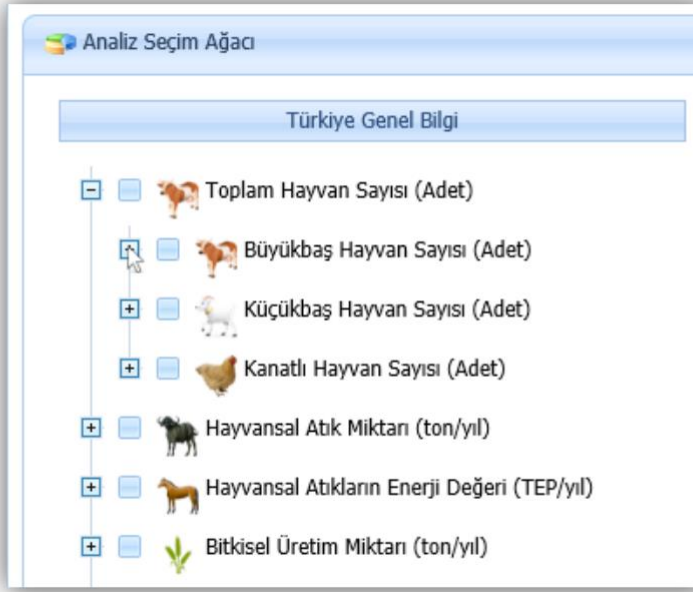 Analiz Seçim Ağacı
Türkiye Genel Bilgi
Toplam Hayvan Sayısı (Adet)
Büyükbaş Hayvan Sayısı (Adet)
Küçükbaş Hayvan Sayısı (Adet)
Kanatlı Hayvan Sayısı (Adet)
Hayvansal Atık Miktarı (ton/yıl)
Hayvansal Atıkların Enerji Değeri (TEP/yıl)
Bitkisel Üretim Miktarı (ton/yıl)